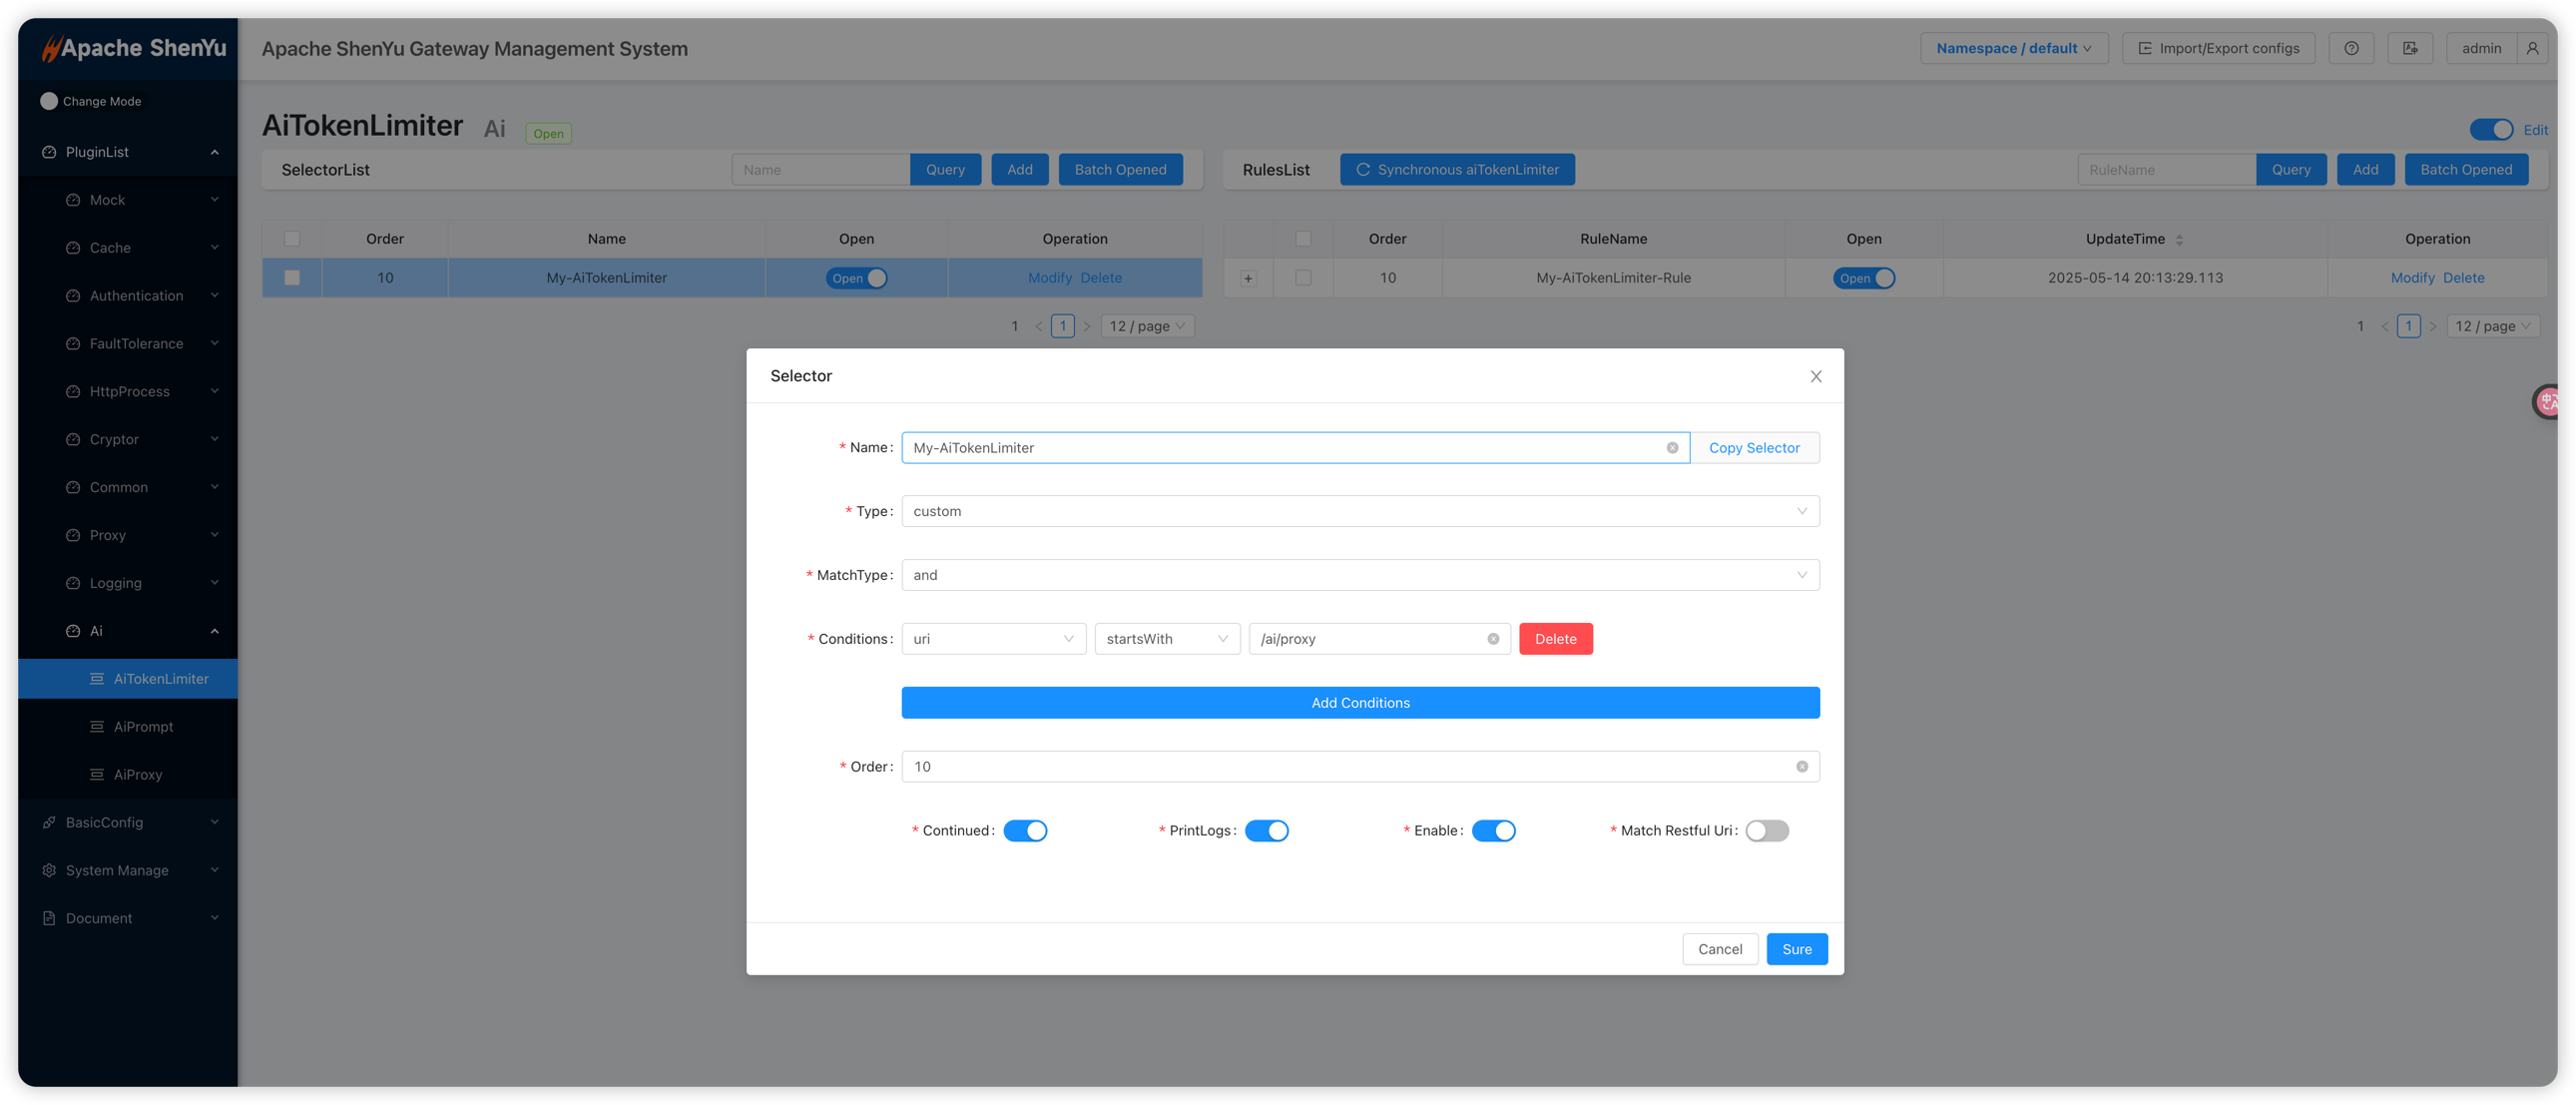 Apache ShenYu
Apache ShenYu Gateway Management System
Namespace / default
Import/Export configs
admin
Change Mode
PluginList
Mock
Cache
Authentication
FaultTolerance
HttpProcess
Cryptor
Common
Proxy
Logging
Ai
AiTokenLimiter
AiPrompt
AiProxy
BasicConfig
System Manage
Document
AiTokenLimiter Ai Open
Edit
SelectorList Name Query Add Batch Opened
RulesList Synchronous aiTokenLimiter RuleName Query Add Batch Opened
Order Name Open Operation
10 My-AiTokenLimiter Open Modify Delete
1 < 1 > 12 / page
Order RuleName Open UpdateTime Operation
+ 10 My-AiTokenLimiter-Rule Open 2025-05-14 20:13:29.113 Modify Delete
1 < 1 > 12 / page
Selector
* Name: My-AiTokenLimiter Copy Selector
* Type: custom
* MatchType: and
* Conditions: uri startsWith /ai/proxy Delete
Add Conditions
* Order: 10
* Continued: * PrintLogs: * Enable: * Match Restful Uri:
Cancel Sure